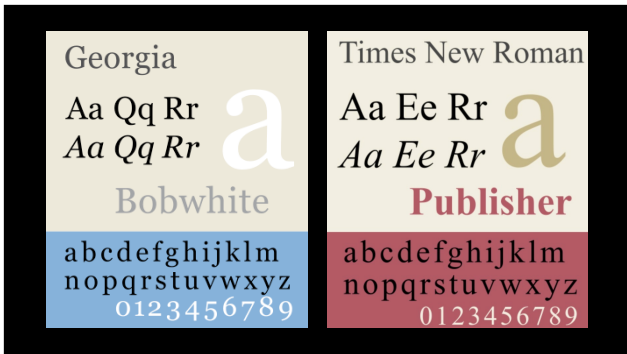 Georgia
Aa Qq Rr
Aa Qq Rr
a
Bobwhite
abcdefghijklm
nopqrstuvwxyz
0123456789
Times New Roman
Aa Ee Rr
Aa Ee Rr
a
Publisher
abcdefghijklm
nopqrstuvwxyz
0123456789